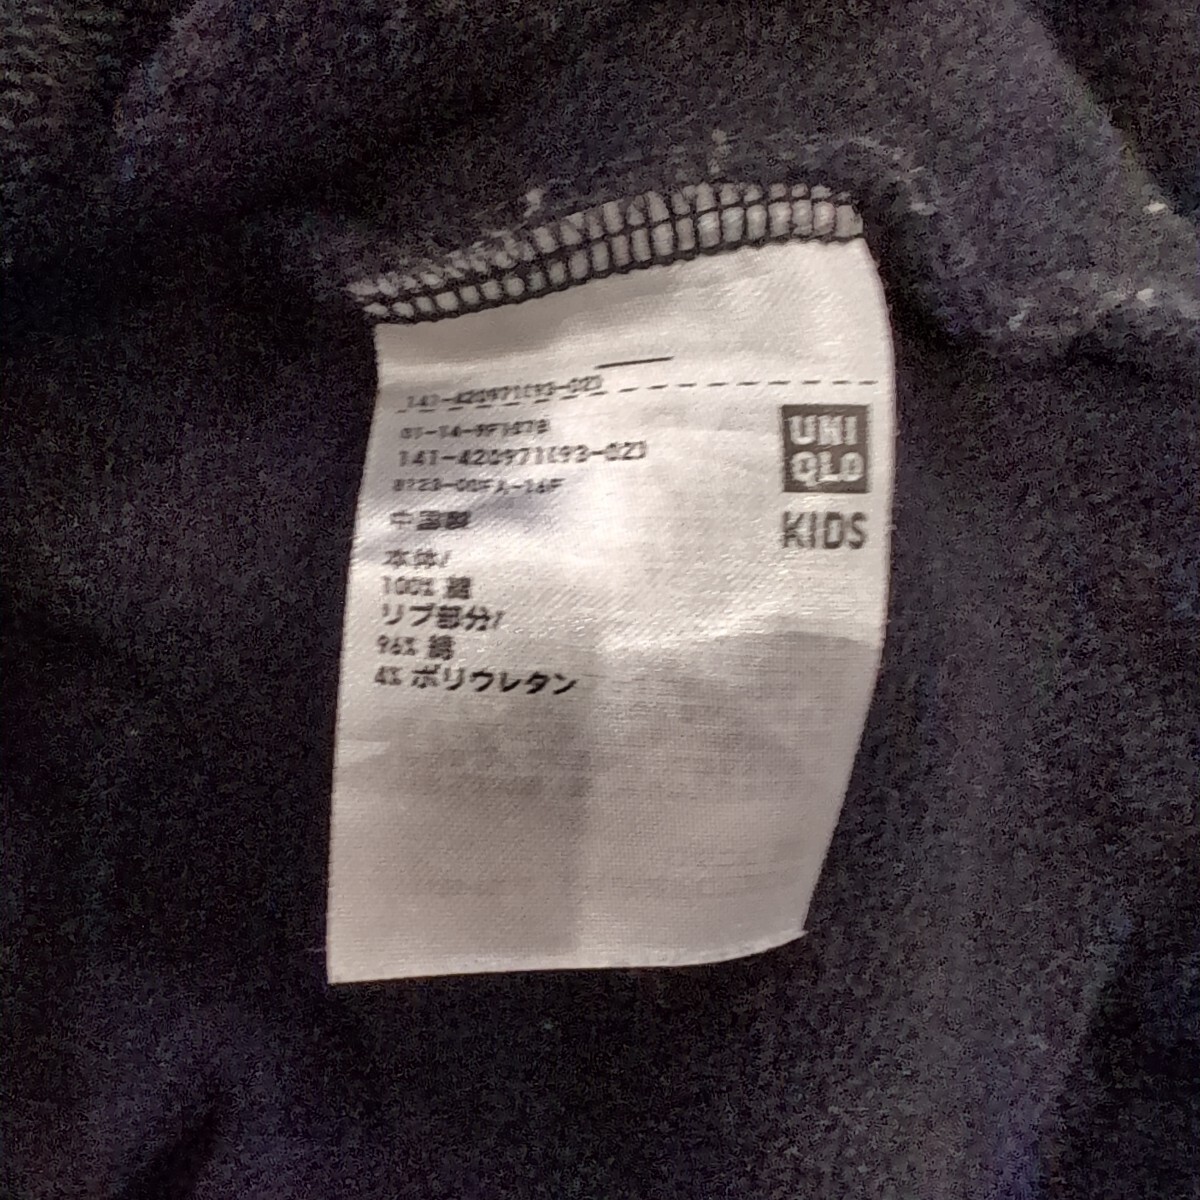 141-420971(93-02)
UNI
QLO
KIDS
141-420971(93-02)
中国製
本体/
100% 綿
リブ部分/
96% 綿
4% ポリウレタン